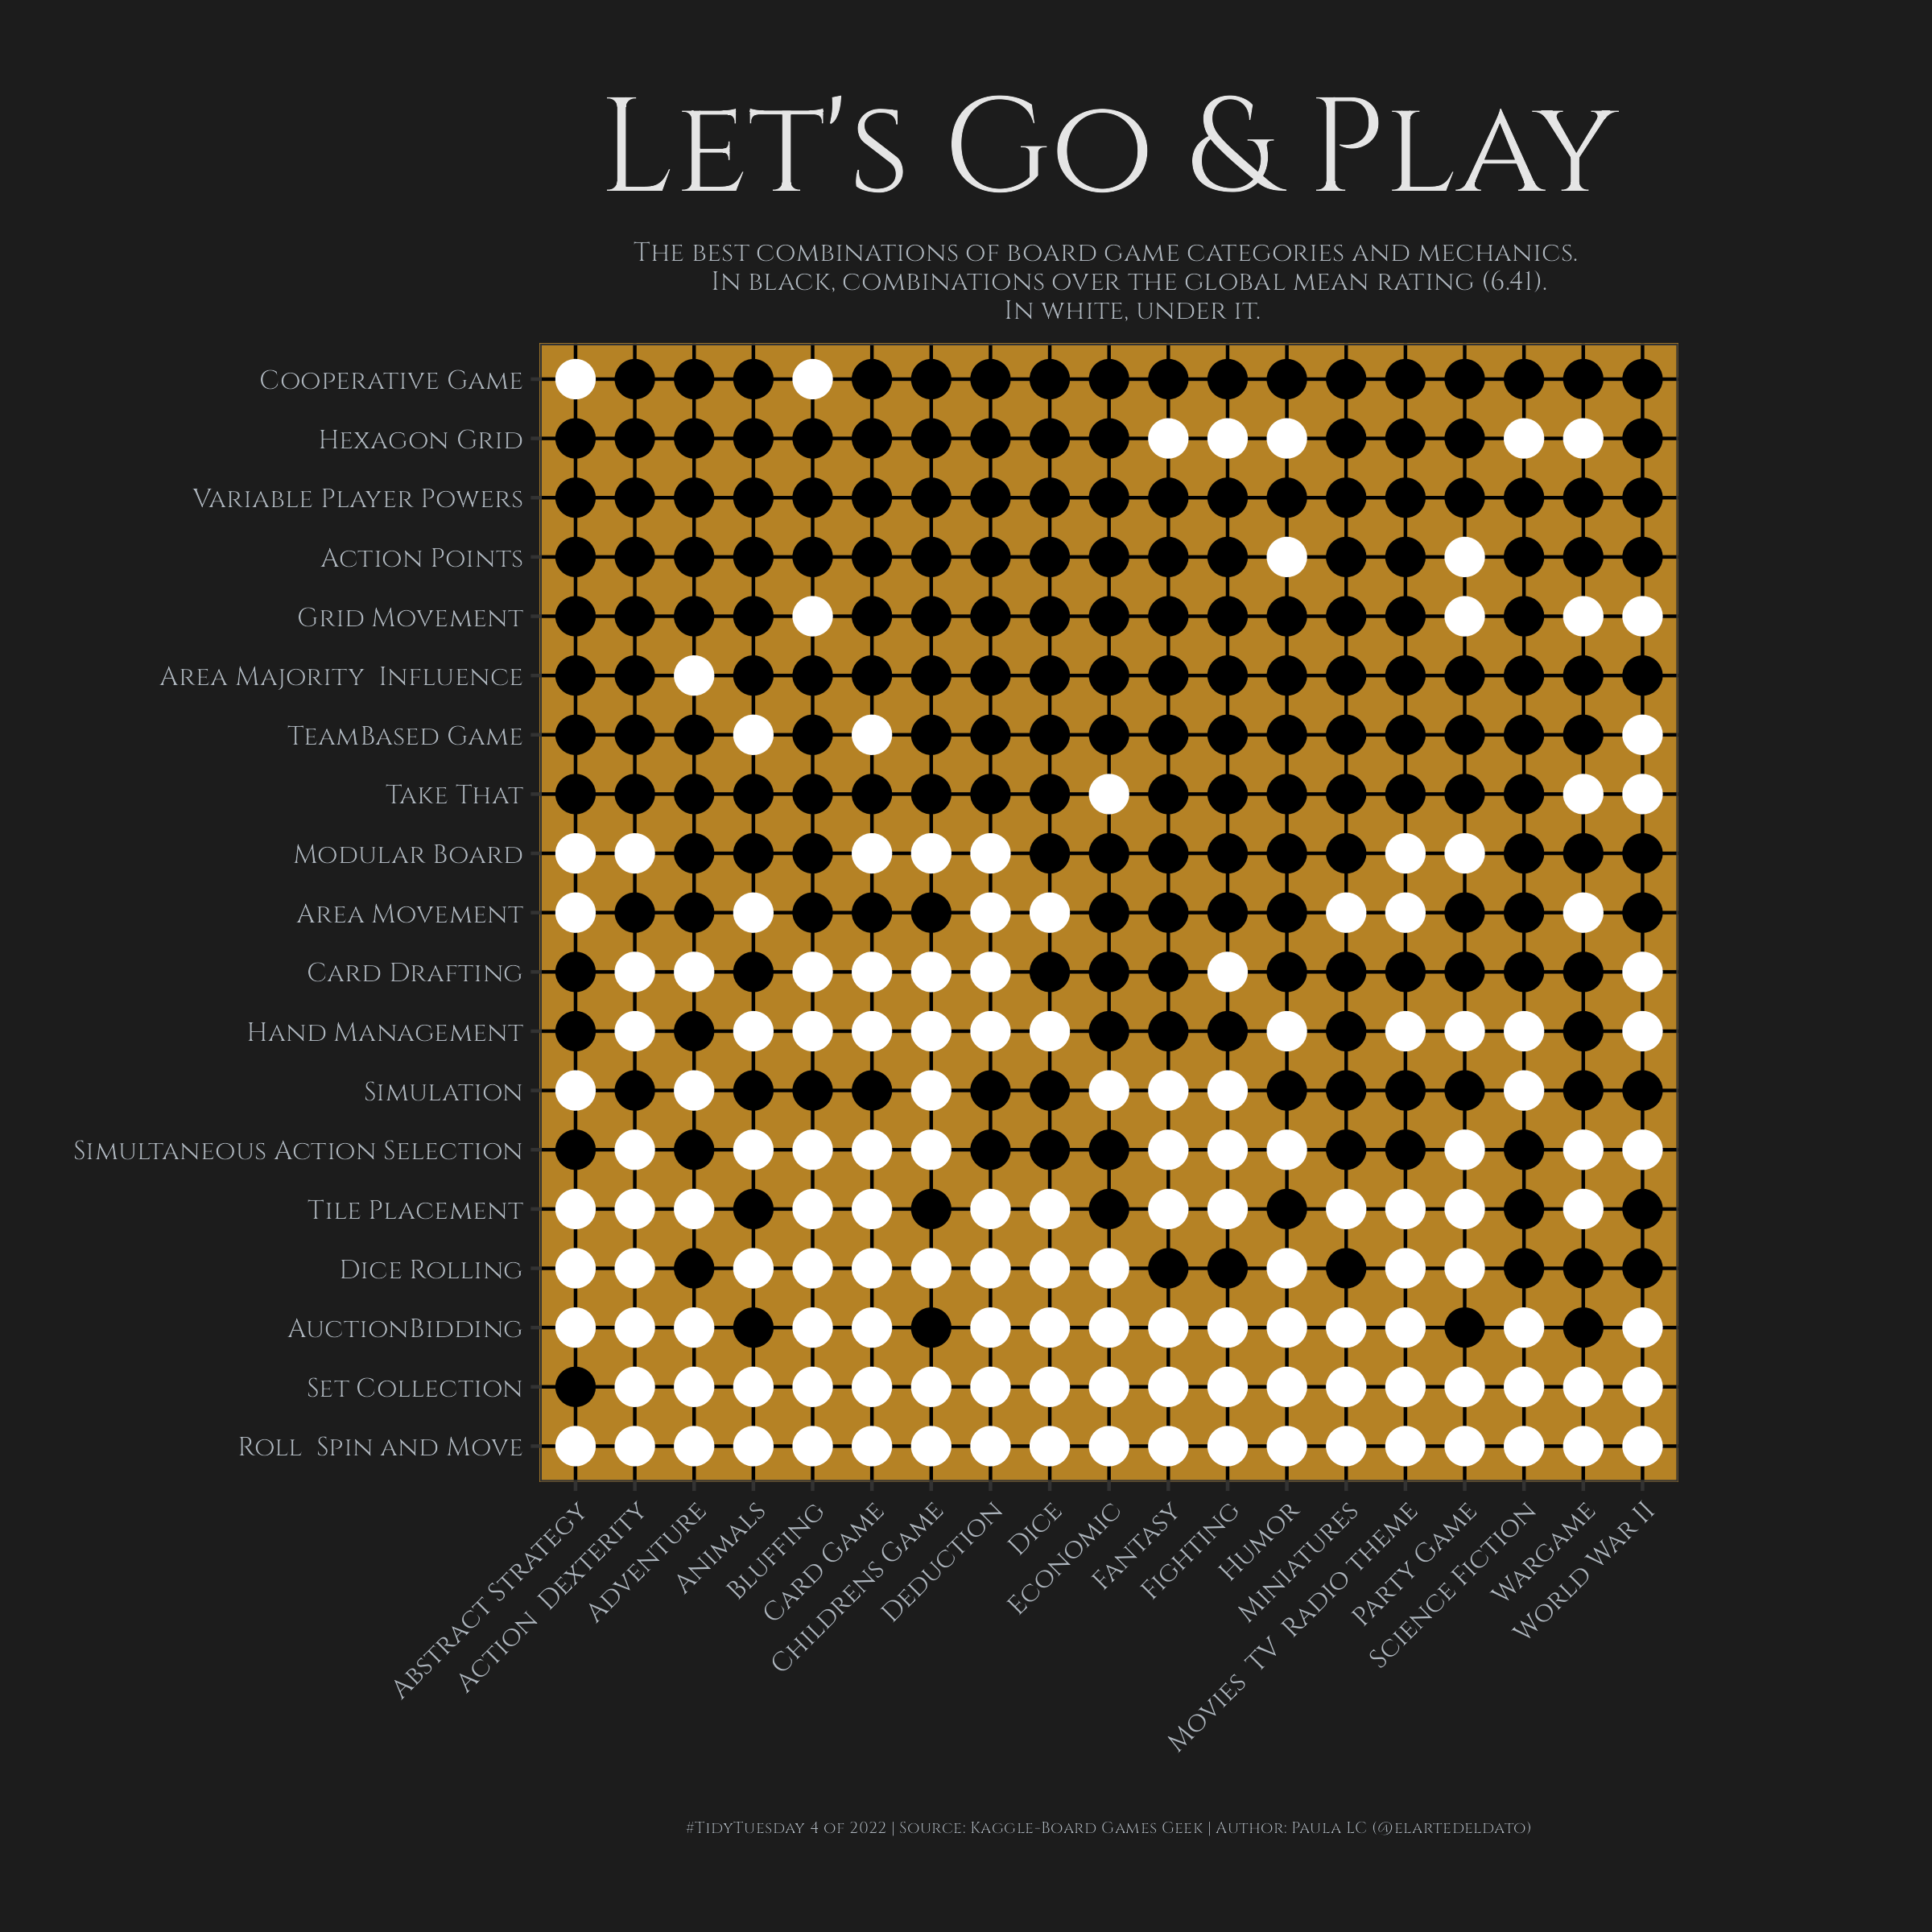 Let's Go & Play
The best combinations of board game categories and mechanics.
In black, combinations over the global mean rating (6.41).
In white, under it.
Cooperative Game
Hexagon Grid
Variable Player Powers
Action Points
Grid Movement
Area Majority  Influence
TeamBased Game
Take That
Modular Board
Area Movement
Card Drafting
Hand Management
Simulation
Simultaneous Action Selection
Tile Placement
Dice Rolling
AuctionBidding
Set Collection
Roll  Spin and Move
Abstract Strategy
Action  Dexterity
Adventure
Animals
Bluffing
Card Game
Childrens Game
Deduction
Dice
Economic
Fantasy
Fighting
Humor
Miniatures
Movies  TV  Radio theme
Party Game
Science Fiction
Wargame
World War II
#TidyTuesday 4 of 2022 | Source: Kaggle-Board Games Geek | Author: Paula LC (@elartedeldato)